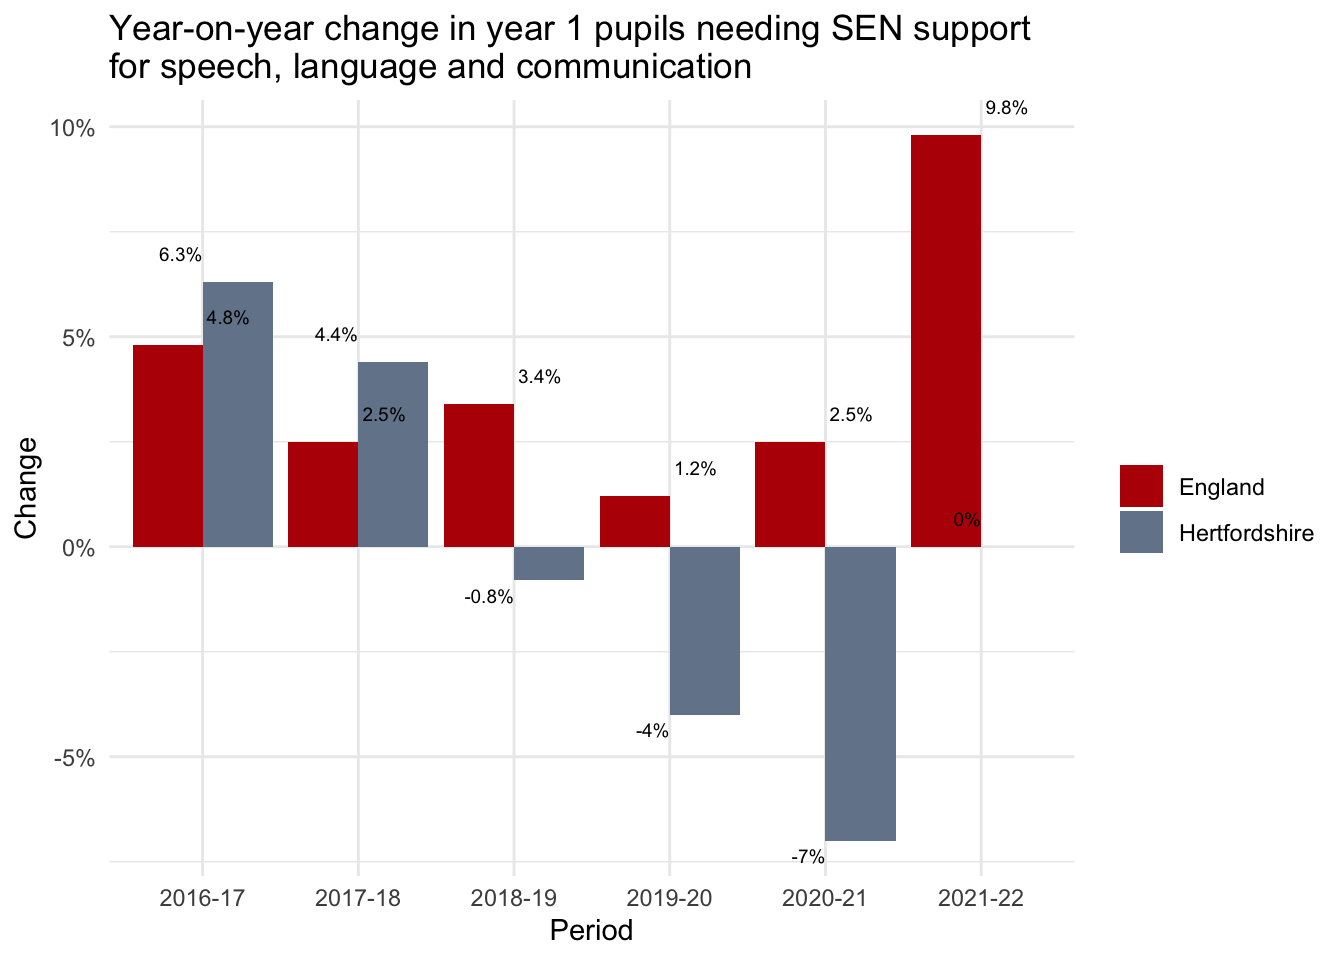 Year-on-year change in year 1 pupils needing SEN support
for speech, language and communication
9.8%
10%
6.3%
4.8%
4.4%
5%
3.4%
2.5%
2.5%
1.2%
Change
England
0%
Hertfordshire
0%
-0.8%
-4%
-5%
-7%
2016-17 2017-18 2018-19 2019-20 2020-21 2021-22
Period